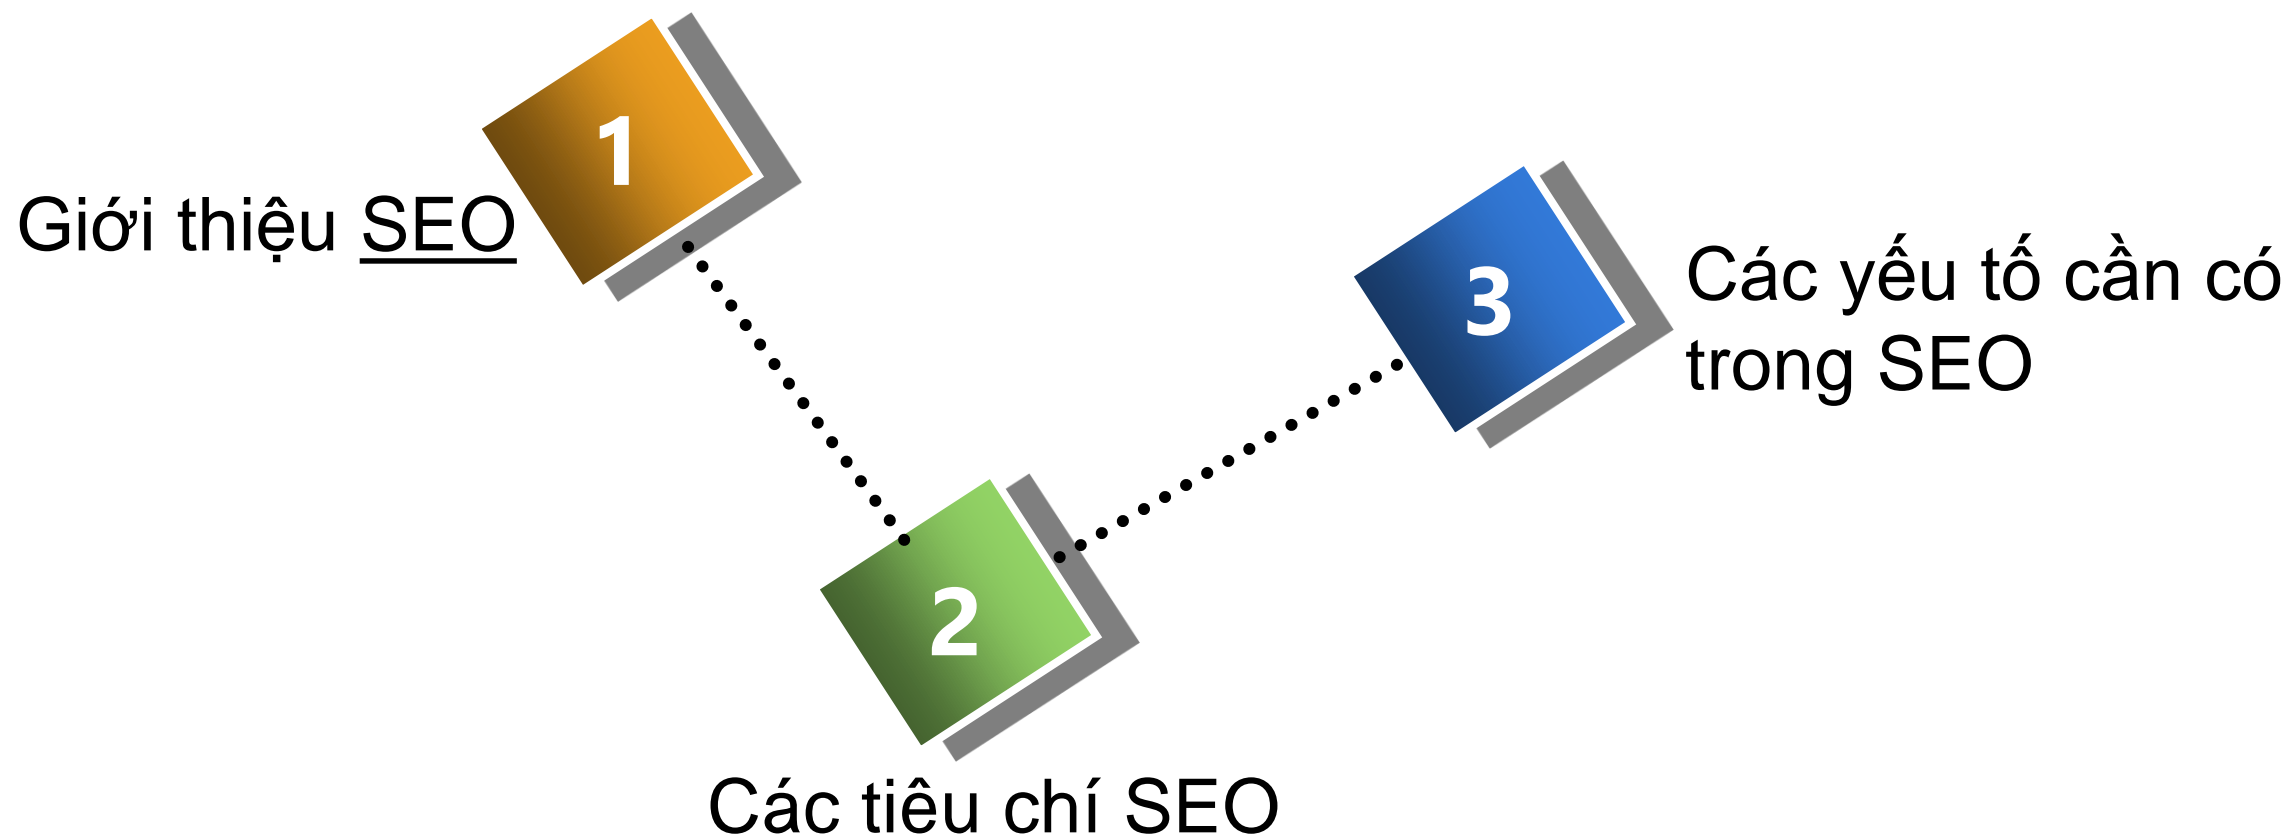 1
Giới thiệu SEO
2
Các tiêu chí SEO
3
Các yếu tố cần có
trong SEO